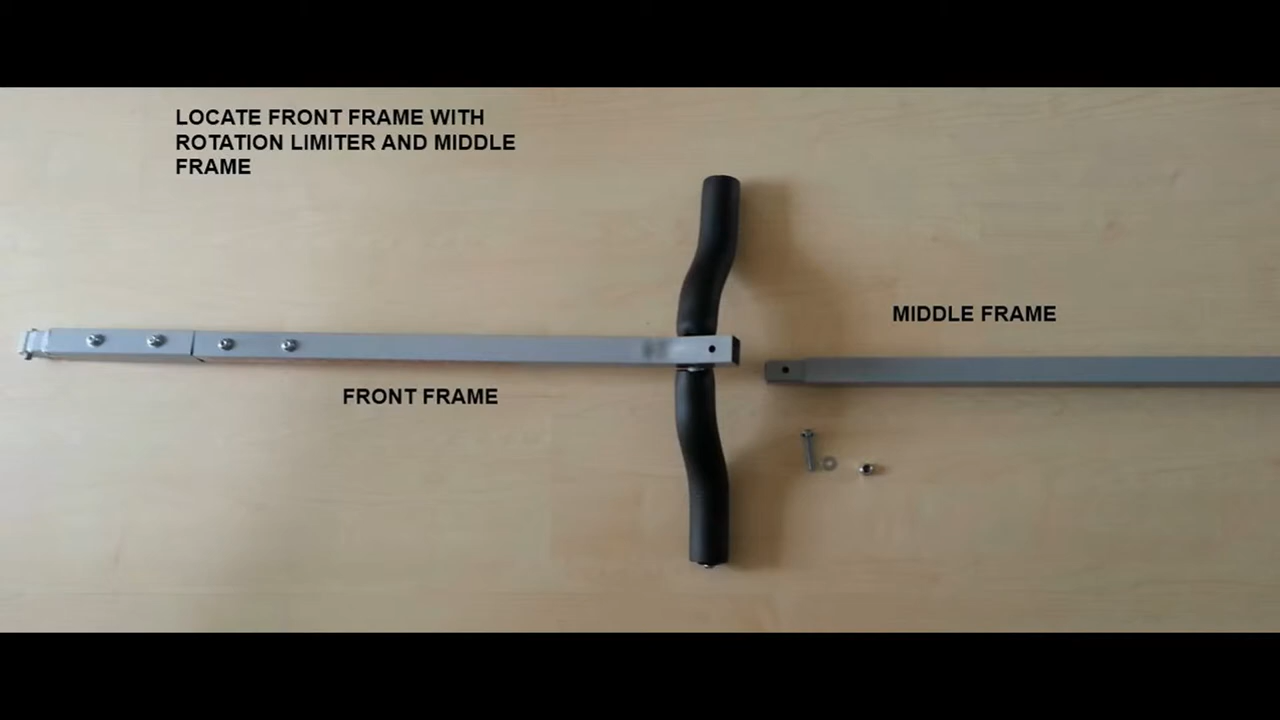 LOCATE FRONT FRAME WITH
ROTATION LIMITER AND MIDDLE
FRAME
MIDDLE FRAME
FRONT FRAME